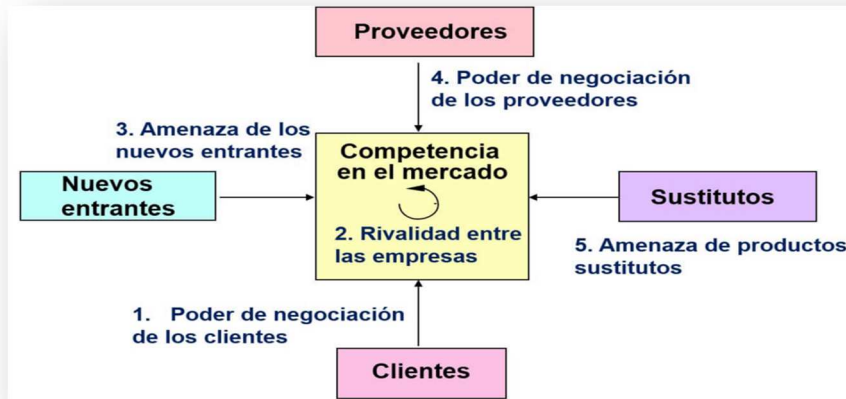 Proveedores
4. Poder de negociación
de los proveedores
3. Amenaza de los
nuevos entrantes
Competencia
en el mercado
Nuevos
entrantes
Sustitutos
2. Rivalidad entre
las empresas
5. Amenaza de productos
sustitutos
1. Poder de negociación
de los clientes
Clientes